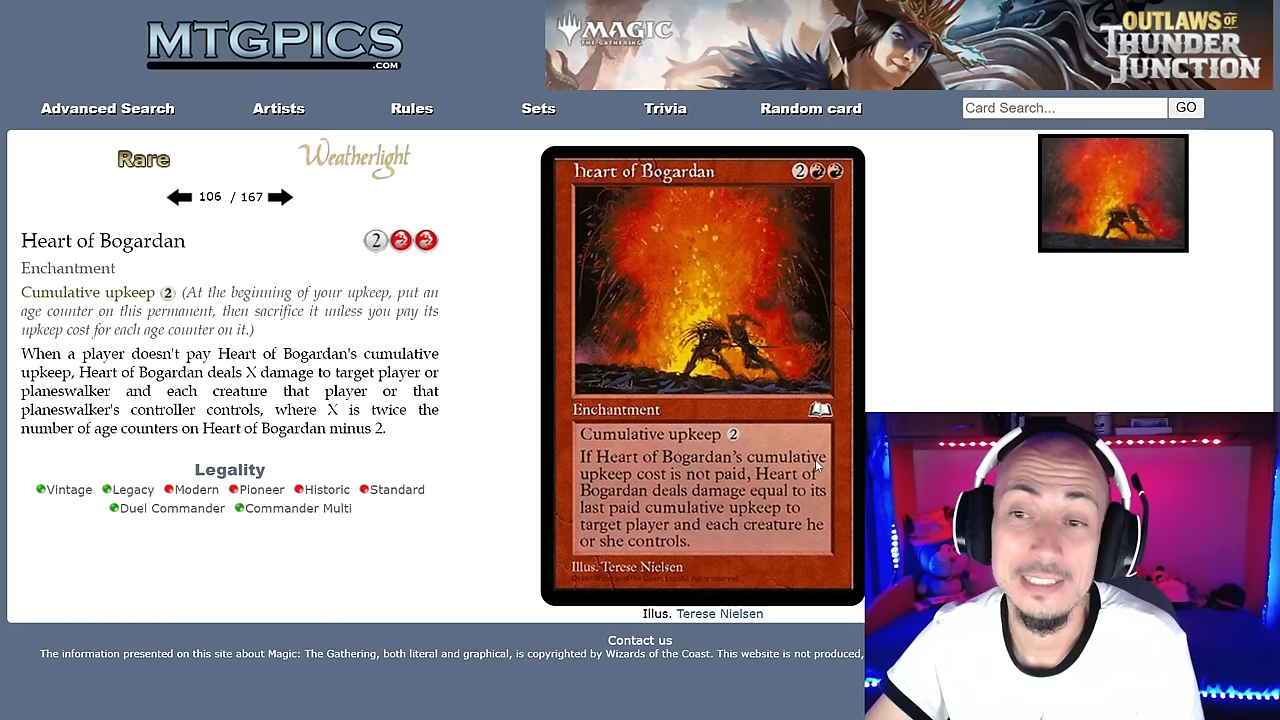 MTGPICS
.COM
MAGIC
THE GATHERING
OUTLAWS OF
THUNDER
JUNCTION
Advanced Search Artists Rules Sets Trivia Random card Card Search... GO
Rare Weatherlight
106 / 167
Heart of Bogardan 2
Enchantment
Cumulative upkeep 2 (At the beginning of your upkeep, put an
age counter on this permanent, then sacrifice it unless you pay its
upkeep cost for each age counter on it.)
When a player doesn't pay Heart of Bogardan's cumulative
upkeep, Heart of Bogardan deals X damage to target player or
planeswalker and each creature that player or that
planeswalker's controller controls, where X is twice the
number of age counters on Heart of Bogardan minus 2.
Legality
Vintage Legacy Modern Pioneer Historic Standard
Duel Commander Commander Multi
Heart of Bogardan 2
Enchantment
Cumulative upkeep 2
If Heart of Bogardan's cumulative
upkeep cost is not paid, Heart of
Bogardan deals damage equal to its
last paid cumulative upkeep to
target player and each creature he
or she controls.
Illus. Terese Nielsen
Illus. Terese Nielsen
Contact us
The information presented on this site about Magic: The Gathering, both literal and graphical, is copyrighted by Wizards of the Coast. This website is not produced,